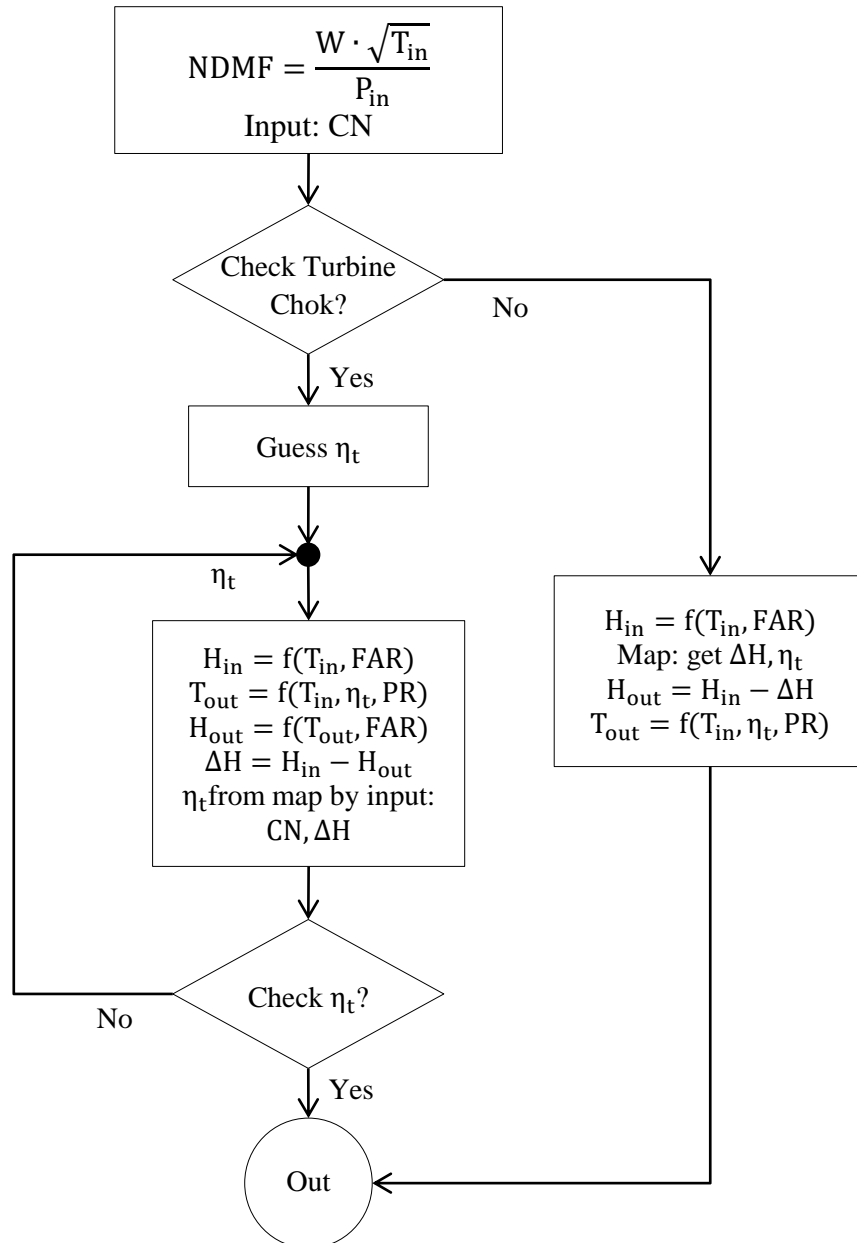 NDMF = W · √T_in / P_in
Input: CN
Check Turbine
Chok?
No
Yes
Guess η_t
η_t
H_in = f(T_in, FAR)
T_out = f(T_in, η_t, PR)
H_out = f(T_out, FAR)
ΔH = H_in − H_out
η_t from map by input:
CN, ΔH
H_in = f(T_in, FAR)
Map: get ΔH, η_t
H_out = H_in − ΔH
T_out = f(T_in, η_t, PR)
Check η_t?
No
Yes
Out